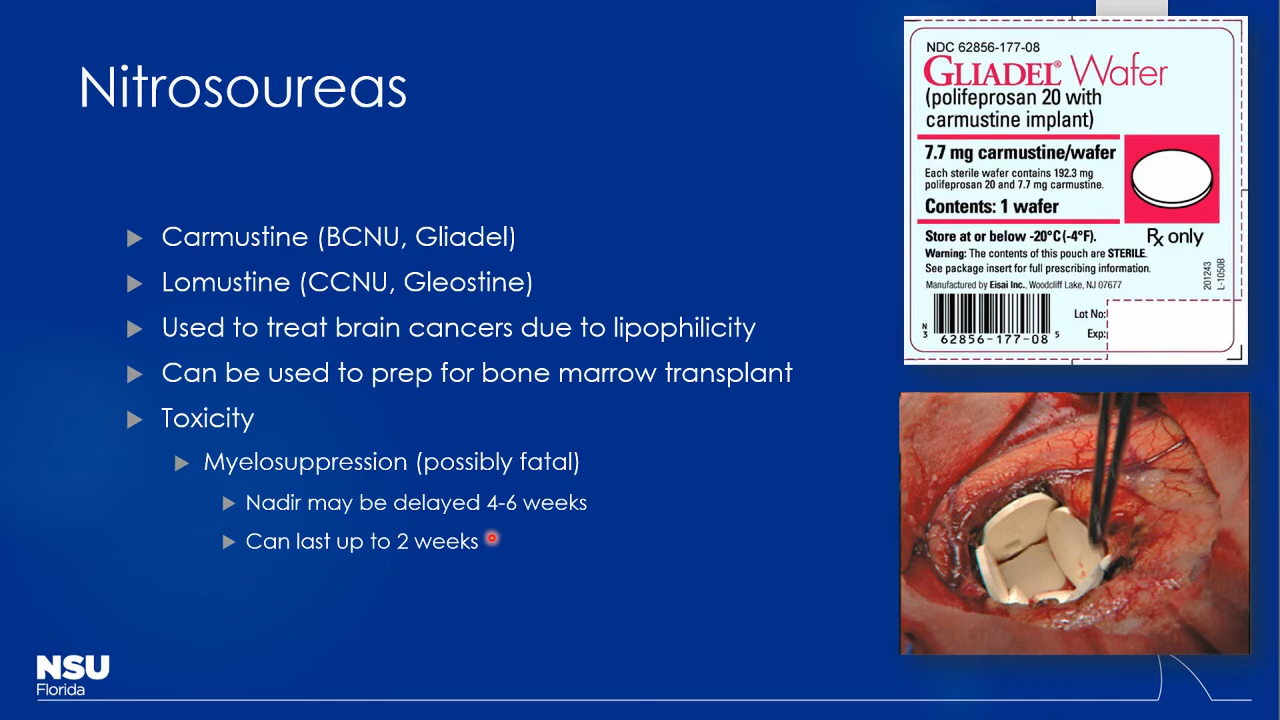 Nitrosoureas
Carmustine (BCNU, Gliadel)
Lomustine (CCNU, Gleostine)
Used to treat brain cancers due to lipophilicity
Can be used to prep for bone marrow transplant
Toxicity
Myelosuppression (possibly fatal)
Nadir may be delayed 4-6 weeks
Can last up to 2 weeks
NDC 62856-177-08
GLIADEL® Wafer
(polifeprosan 20 with
carmustine implant)
7.7 mg carmustine/wafer
Each sterile wafer contains 192.3 mg
polifeprosan 20 and 7.7 mg carmustine.
Contents: 1 wafer
Store at or below -20°C(-4°F).
Rx only
Warning: The contents of this pouch are STERILE.
See package insert for full prescribing information.
Manufactured by Eisai Inc., Woodcliff Lake, NJ 07677
201243
L-1050B
Lot No:
Exp:
N
3
62856-177-08
5
NSU
Florida